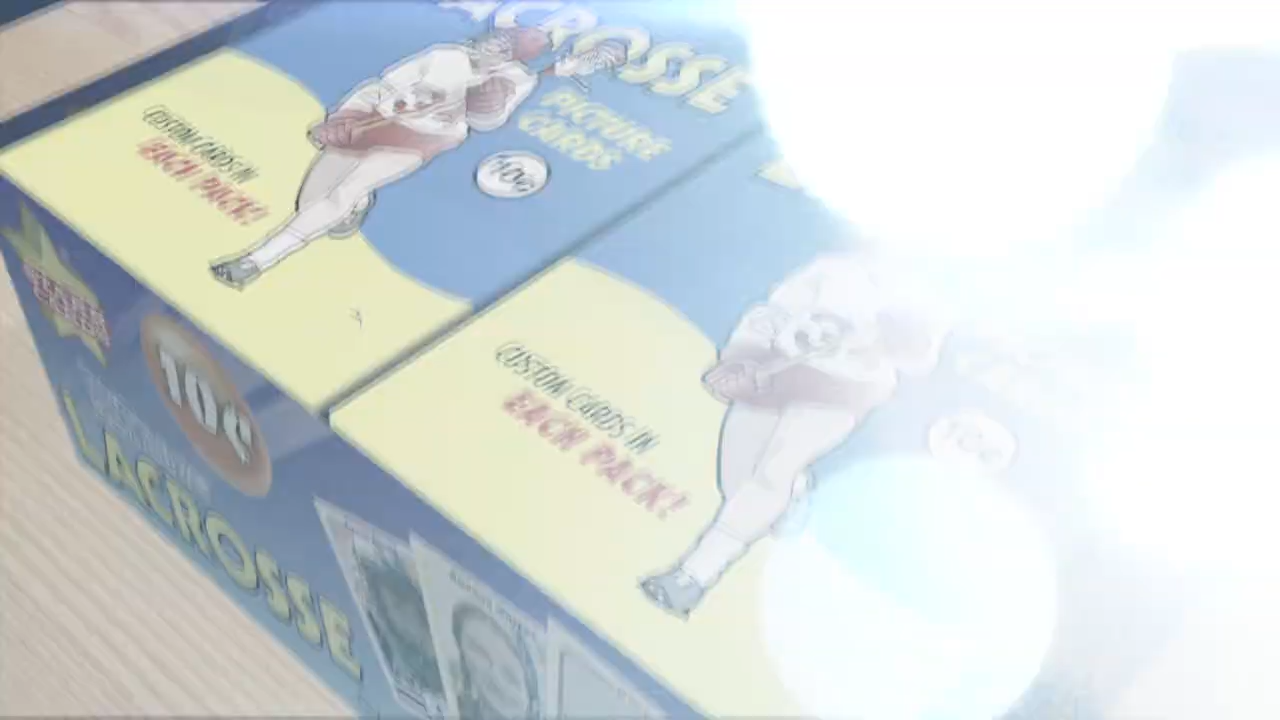 LACROSSE
PICTURE
CARDS
10¢
CUSTOM CARDS IN
EACH PACK!
CUSTOM CARDS IN
EACH PACK!
10¢
LACROSSE